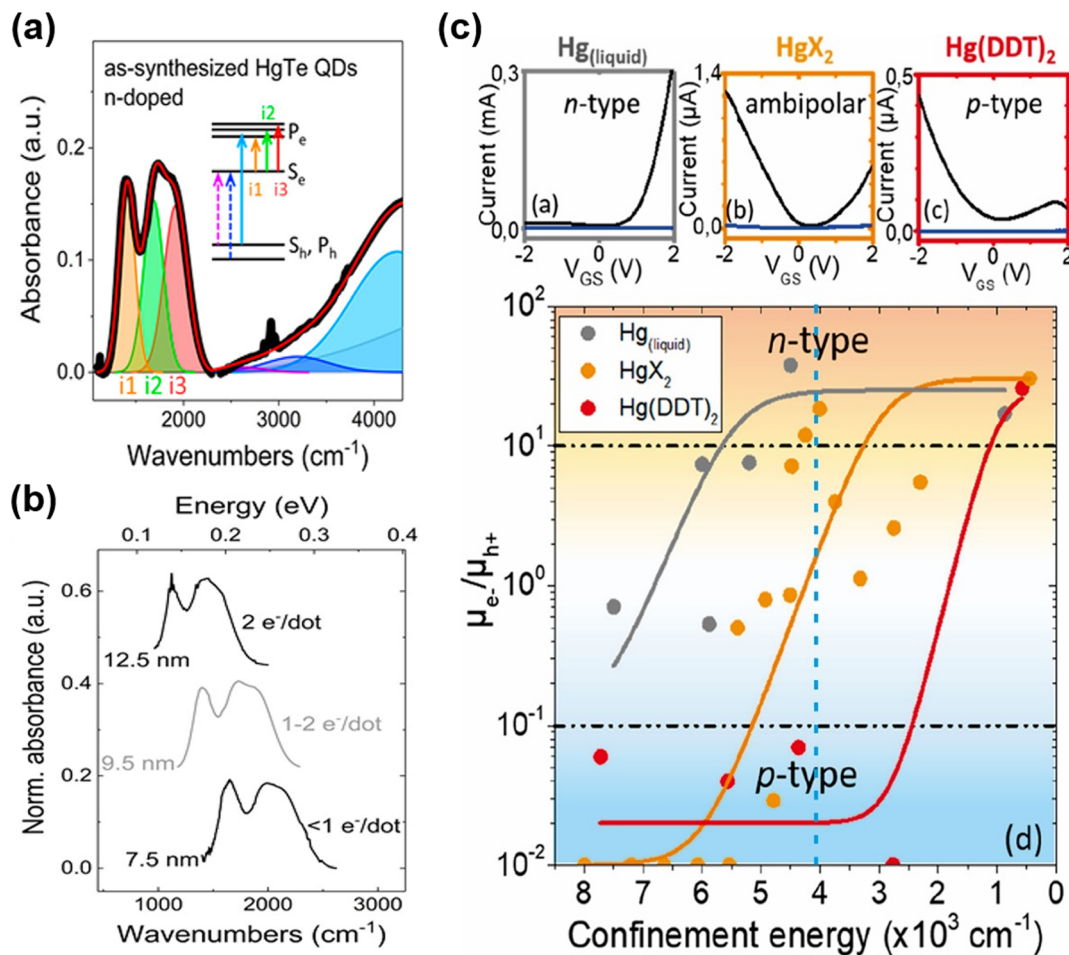 (a)
as-synthesized HgTe QDs
n-doped
i2
Pe
Se
i1
i3
Sh, Ph
Absorbance (a.u.)
0.2
0.1
0.0
i1 i2 i3
2000 3000 4000
Wavenumbers (cm⁻¹)
(b)
Energy (eV)
0.1 0.2 0.3 0.4
Norm. absorbance (a.u.)
0.6
0.4
0.2
0.0
2 e⁻/dot
12.5 nm
1-2 e⁻/dot
9.5 nm
<1 e⁻/dot
7.5 nm
1000 2000 3000
Wavenumbers (cm⁻¹)
(c)
Hg(liquid)
Current (mA)
0,3
0,0
n-type
(a)
-2 0 2
VGS (V)
HgX2
Current (µA)
1,4
0,0
ambipolar
(b)
-2 0 2
VGS (V)
Hg(DDT)2
Current (µA)
0,5
0,0
p-type
(c)
-2 0 2
VGS (V)
µe-/µh+
10²
10¹
10⁰
10⁻¹
10⁻²
Hg(liquid)
HgX2
Hg(DDT)2
n-type
p-type
(d)
8 7 6 5 4 3 2 1 0
Confinement energy (x10³ cm⁻¹)